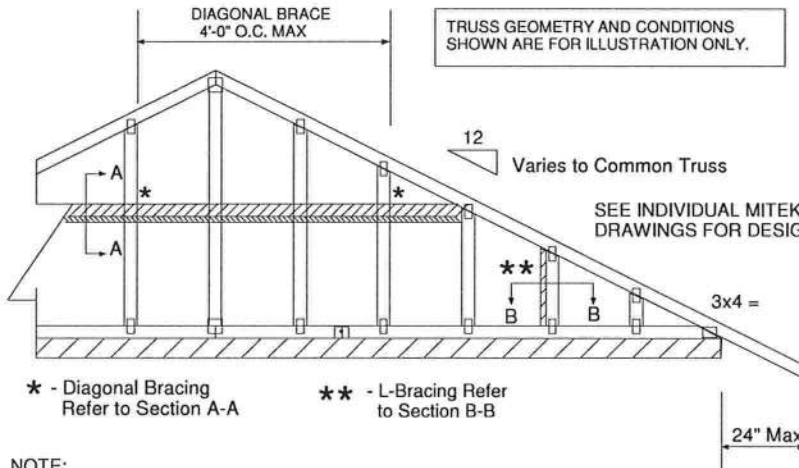 DIAGONAL BRACE
4'-0" O.C. MAX
TRUSS GEOMETRY AND CONDITIONS
SHOWN ARE FOR ILLUSTRATION ONLY.
12
Varies to Common Truss
A
*
*
A
SEE INDIVIDUAL MITEK
DRAWINGS FOR DESIG
**
B
B
3x4 =
* - Diagonal Bracing
Refer to Section A-A
** - L-Bracing Refer
to Section B-B
24" Max
NOTE: